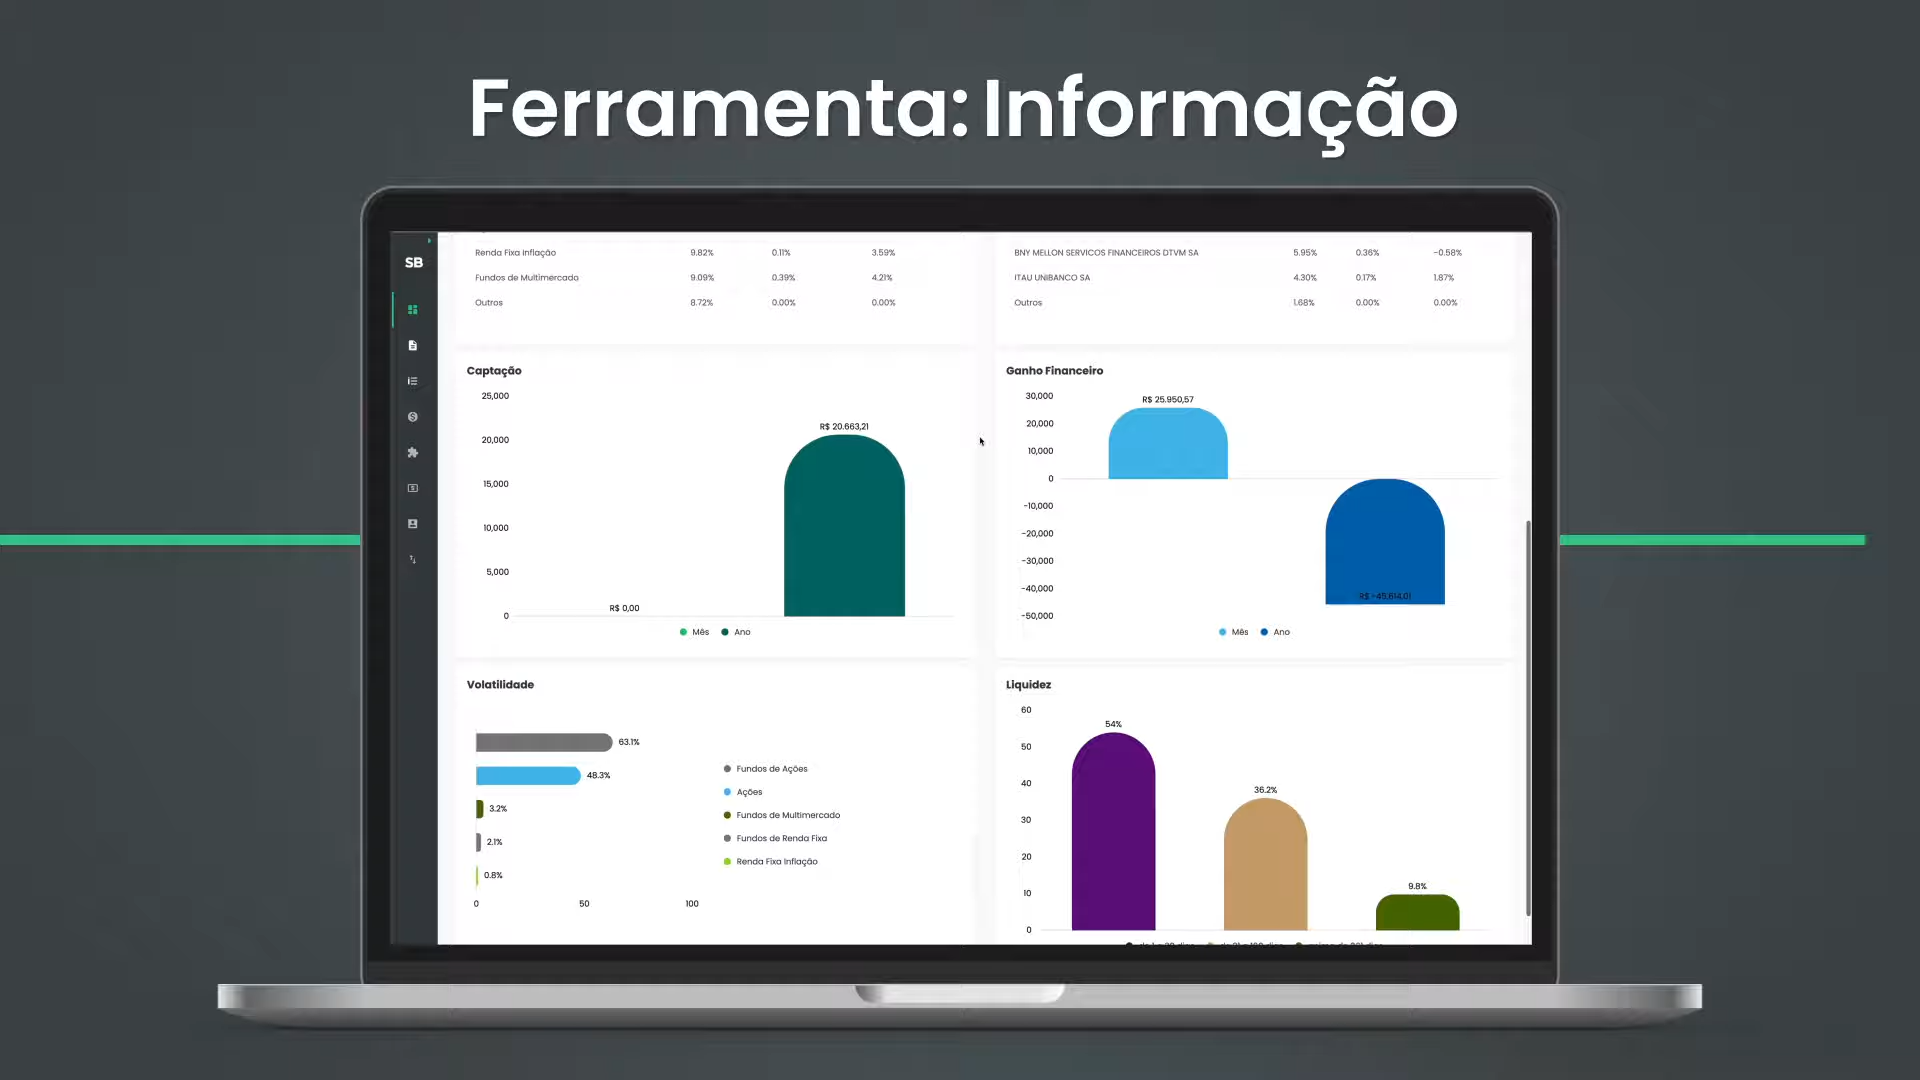 Ferramenta: Informação
SB
Renda Fixa Inflação 9.82% 0.11% 3.59%
Fundos de Multimercado 9.09% 0.39% 4.21%
Outros 8.72% 0.00% 0.00%
BNY MELLON SERVICOS FINANCEIROS DTVM SA 5.95% 0.36% -0.58%
ITAU UNIBANCO SA 4.30% 0.17% 1.87%
Outros 1.68% 0.00% 0.00%
Captação
25,000
20,000
15,000
10,000
5,000
0
R$ 0,00
R$ 20.663,21
Mês Ano
Ganho Financeiro
30,000
20,000
10,000
0
-10,000
-20,000
-30,000
-40,000
-50,000
R$ 25.950,57
R$ -45.614,01
Mês Ano
Volatilidade
63.1%
48.3%
3.2%
2.1%
0.8%
0 50 100
Fundos de Ações
Ações
Fundos de Multimercado
Fundos de Renda Fixa
Renda Fixa Inflação
Liquidez
60
50
40
30
20
10
0
54%
36.2%
9.8%